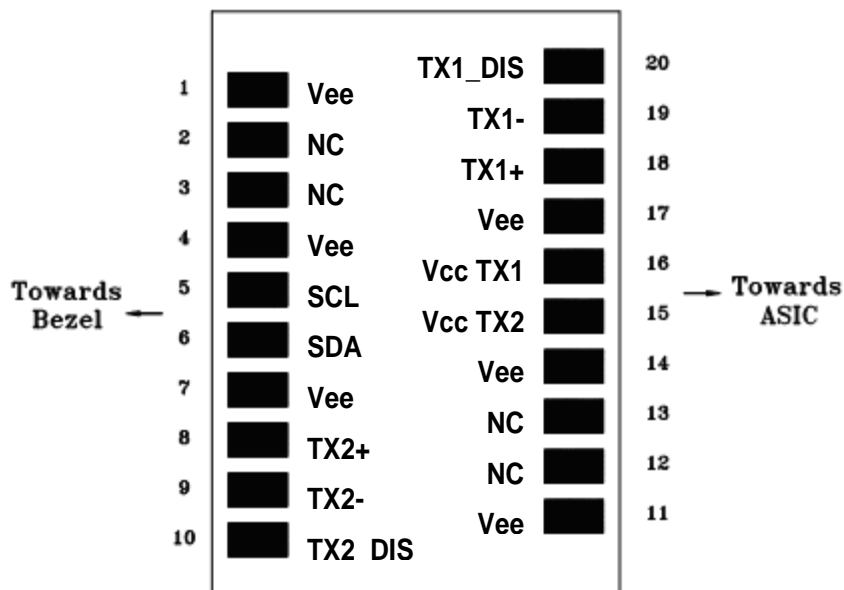 TX1_DIS 20
1 Vee
TX1- 19
2 NC
TX1+ 18
3 NC
Vee 17
4 Vee
Vcc TX1 16
5 SCL
Towards
Bezel
Towards
ASIC
Vcc TX2 15
6 SDA
Vee 14
7 Vee
NC 13
8 TX2+
NC 12
9 TX2-
Vee 11
10 TX2 DIS